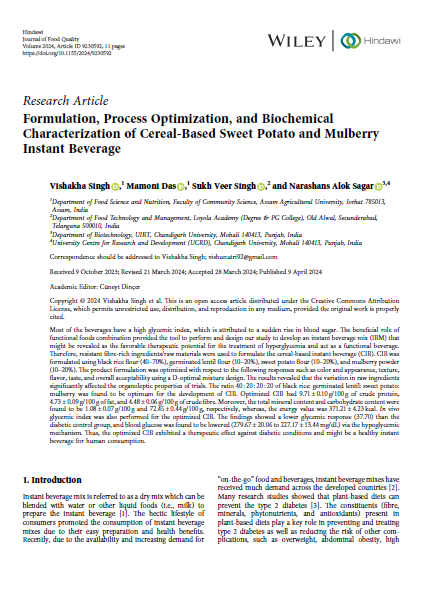 Hindawi
Journal of Food Quality
Volume 2024, Article ID 9230592, 11 pages
https://doi.org/10.1155/2024/9230592
WILEY | Hindawi
Research Article
Formulation, Process Optimization, and Biochemical
Characterization of Cereal-Based Sweet Potato and Mulberry
Instant Beverage
Vishakha Singh,1 Mamoni Das,1 Sukh Veer Singh,2 and Narashans Alok Sagar3,4
1Department of Food Science and Nutrition, Faculty of Community Science, Assam Agricultural University, Jorhat 785013,
Assam, India
2Department of Food Technology and Management, Loyola Academy (Degree & PG College), Old Alwal, Secunderabad,
Telangana 500010, India
3Department of Biotechnology, UIBT, Chandigarh University, Mohali 140413, Punjab, India
4University Centre for Research and Development (UCRD), Chandigarh University, Mohali 140413, Punjab, India
Correspondence should be addressed to Vishakha Singh; vishunutri92@gmail.com
Received 9 October 2023; Revised 21 March 2024; Accepted 28 March 2024; Published 9 April 2024
Academic Editor: Cüneyt Dinçer
Copyright © 2024 Vishakha Singh et al. This is an open access article distributed under the Creative Commons Attribution
License, which permits unrestricted use, distribution, and reproduction in any medium, provided the original work is properly
cited.
Most of the beverages have a high glycemic index, which is attributed to a sudden rise in blood sugar. The beneficial role of
functional foods combination provided the tool to perform and design our study to develop an instant beverage mix (IBM) that
might be revealed as the favorable therapeutic potential for the treatment of hyperglycemia and as a functional beverage.
Therefore, resistant fibre-rich ingredients/raw materials were used to formulate the cereal-based instant beverage (CIB). CIB was
formulated using black rice flour (40–70%), germinated lentil flour (10–20%), sweet potato flour (10–20%), and mulberry powder
(10–20%). The product formulation was optimized with respect to the following responses such as color and appearance, texture,
flavor, taste, and overall acceptability using a D-optimal mixture design. The results revealed that the variation in raw ingredients
significantly affected the organoleptic properties of trials. The ratio 40:20:20:20 of black rice: germinated lentil: sweet potato:
mulberry was found to be optimum for the development of CIB. Optimized CIB had 9.71 ± 0.10 g/100 g of crude protein,
4.73 ± 0.09 g/100 g of fat, and 4.48 ± 0.06 g/100 g of crude fibre. Moreover, the total mineral content and carbohydrate content were
found to be 1.08 ± 0.07 g/100 g and 72.45 ± 0.44 g/100 g, respectively, whereas, the energy value was 371.21 ± 4.23 kcal. In vivo
glycemic index was also performed for the optimized CIB. The findings showed a lower glycemic response (37.70) than the
diabetic control group, and blood glucose was found to be lowered (279.67 ± 20.06 to 227.17 ± 13.44 mg/dL) via the hypoglycemic
mechanism. Thus, the optimized CIB exhibited a therapeutic effect against diabetic conditions and might be a healthy instant
beverage for human consumption.
1. Introduction
Instant beverage mix is referred to as a dry mix which can be
blended with water or other liquid foods (i.e., milk) to
prepare the instant beverage [1]. The hectic lifestyle of
consumers promoted the consumption of instant beverage
mixes due to their easy preparation and health benefits.
Recently, due to the availability and increasing demand for
"on-the-go" food and beverages, instant beverage mixes have
received much demand across the developed countries [2].
Many research studies showed that plant-based diets can
prevent the type 2 diabetes [3]. The constituents (fibre,
minerals, phytonutrients, and antioxidants) present in
plant-based diets play a key role in preventing and treating
type 2 diabetes as well as reducing the risk of other com-
plications, such as overweight, abdominal obesity, high